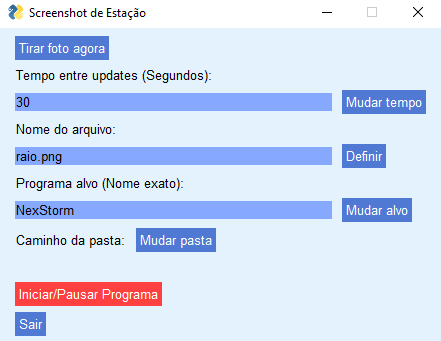 Screenshot de Estação
Tirar foto agora
Tempo entre updates (Segundos):
30 Mudar tempo
Nome do arquivo:
raio.png Definir
Programa alvo (Nome exato):
NexStorm Mudar alvo
Caminho da pasta: Mudar pasta
Iniciar/Pausar Programa
Sair